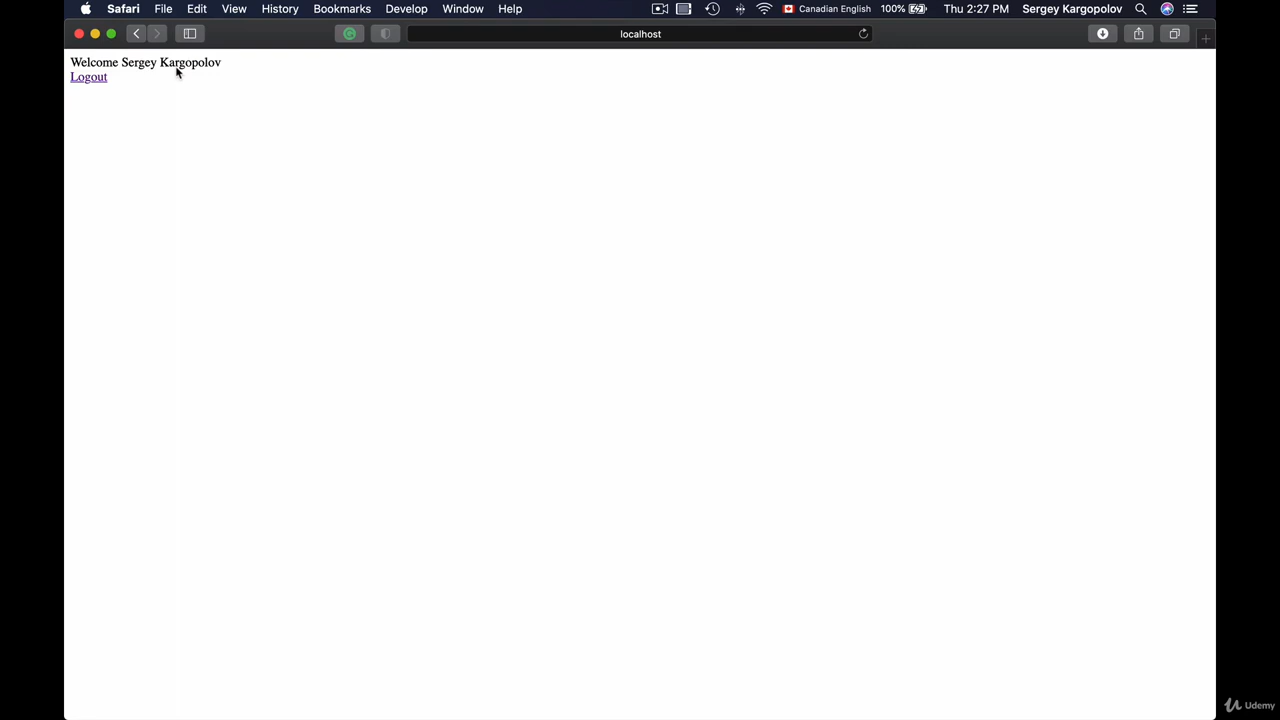 Safari File Edit View History Bookmarks Develop Window Help Canadian English 100% Thu 2:27 PM Sergey Kargopolov
localhost
Welcome Sergey Kargopolov
Logout
Udemy